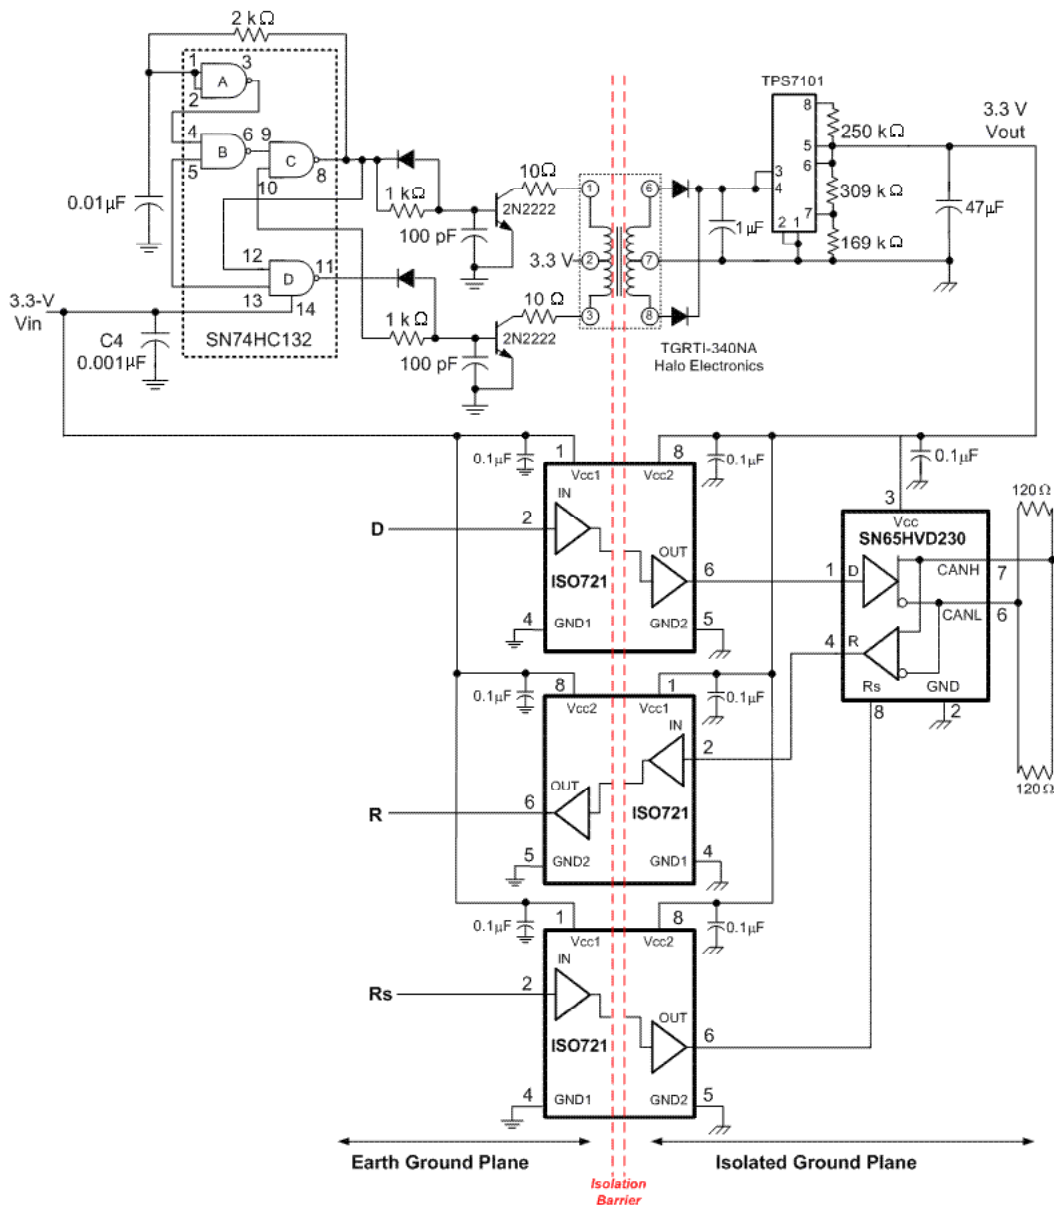 2 kΩ
1
3
A
2
4
6
9
B
C
5
8
10
0.01µF
12
11
D
13
14
3.3-V
Vin
SN74HC132
C4
0.001µF
1 kΩ
2N2222
100 pF
10Ω
1 kΩ
2N2222
100 pF
10 Ω
3.3 V
1
2
3
6
7
8
TGRTI-340NA
Halo Electronics
TPS7101
8
5
6
3
4
7
2
1
1µF
250 kΩ
309 kΩ
169 kΩ
47µF
3.3 V
Vout
0.1µF
1
8
0.1µF
0.1µF
Vcc1
Vcc2
IN
D
2
OUT
6
ISO721
4
GND1
GND2
5
3
Vcc
SN65HVD230
1
D
CANH
7
CANL
6
4
R
Rs
GND
8
2
120Ω
120Ω
0.1µF
8
1
0.1µF
Vcc2
Vcc1
IN
2
OUT
R
6
ISO721
5
GND2
GND1
4
0.1µF
1
8
0.1µF
Vcc1
Vcc2
IN
Rs
2
OUT
6
ISO721
4
GND1
GND2
5
Earth Ground Plane
Isolated Ground Plane
Isolation
Barrier